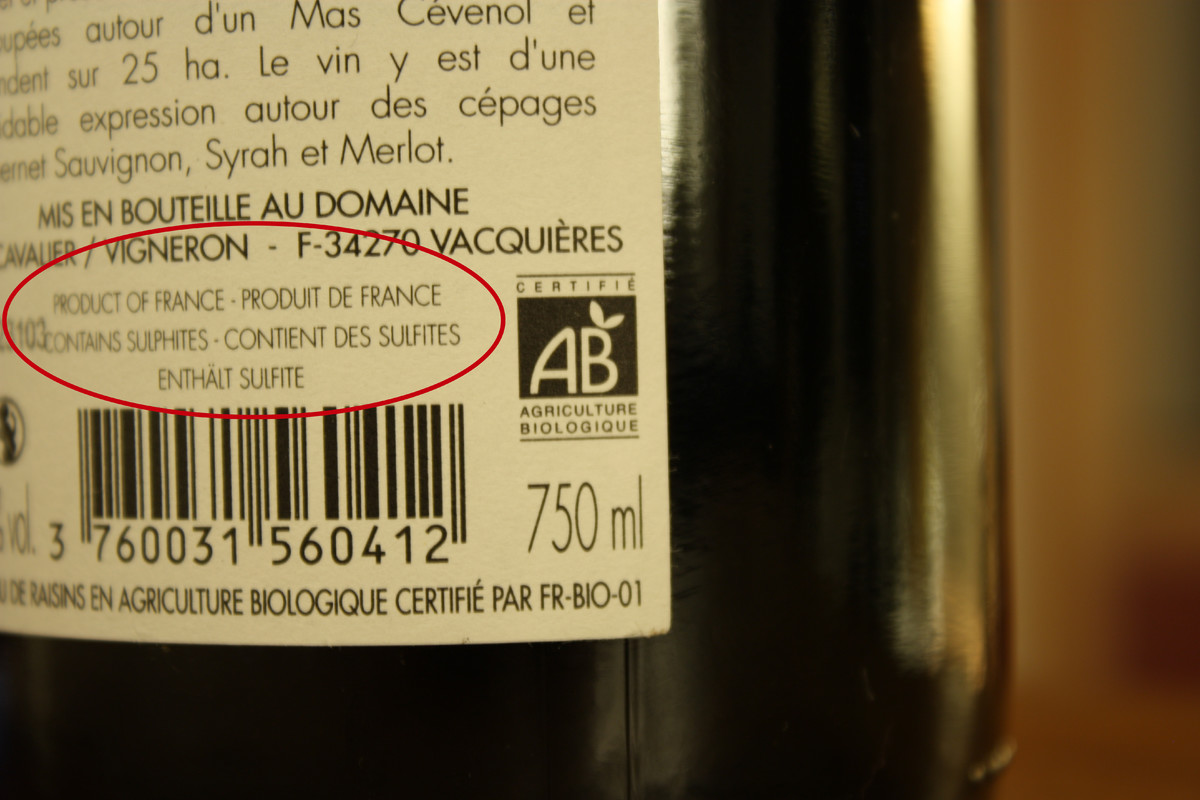 autour d'un Mas Cévenol et
sur 25 ha. Le vin y est d'une
expression autour des cépages
Sauvignon, Syrah et Merlot.
MIS EN BOUTEILLE AU DOMAINE
CAVALIER / VIGNERON - F-34270 VACQUIÈRES
PRODUCT OF FRANCE - PRODUIT DE FRANCE
CONTAINS SULPHITES - CONTIENT DES SULFITES
ENTHÄLT SULFITE
CERTIFIÉ
AB
AGRICULTURE
BIOLOGIQUE
750 ml
vol.
3 760031 560412
DE RAISINS EN AGRICULTURE BIOLOGIQUE CERTIFIÉ PAR FR-BIO-01